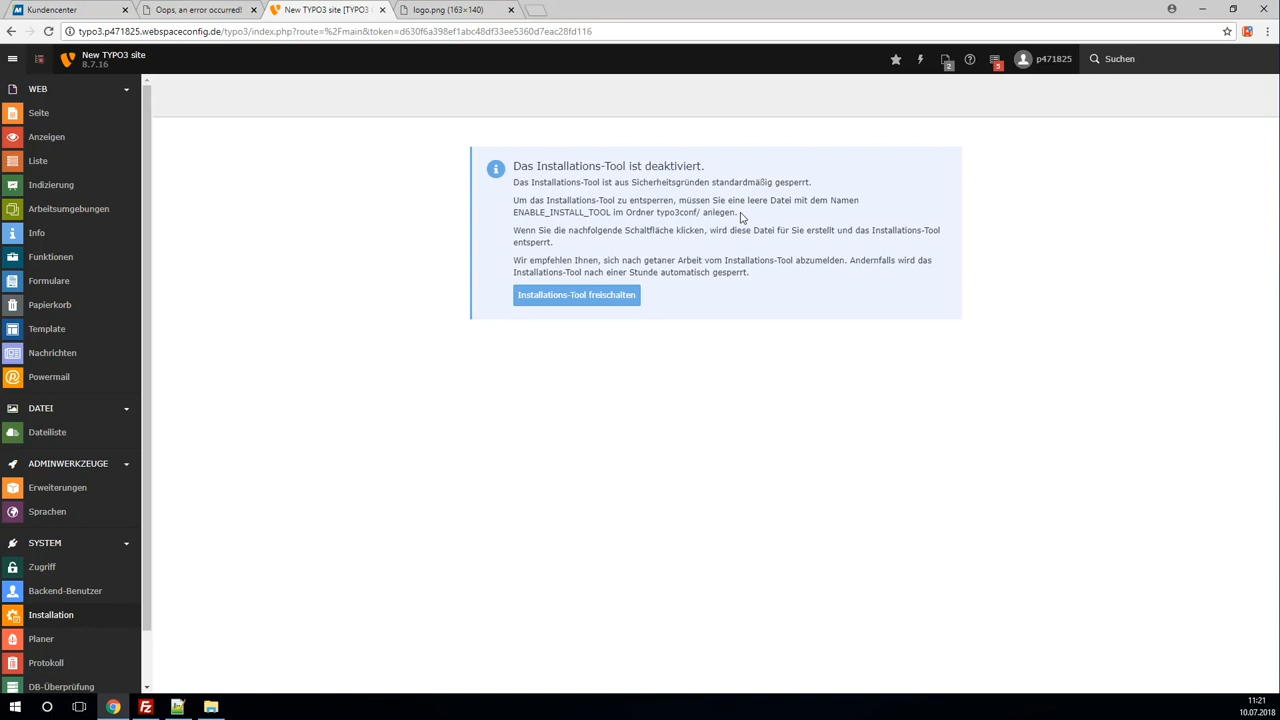 Kundencenter
Oops, an error occurred!
New TYPO3 site [TYPO3
logo.png (163×140)
typo3.p471825.webspaceconfig.de/typo3/index.php?route=%2Fmain&token=d630f6a398ef1abc48df33ee5360d7eac28fd116
New TYPO3 site
8.7.16
2
5
p471825
Suchen
WEB
Seite
Anzeigen
Liste
Indizierung
Arbeitsumgebungen
Info
Funktionen
Formulare
Papierkorb
Template
Nachrichten
Powermail
DATEI
Dateiliste
ADMINWERKZEUGE
Erweiterungen
Sprachen
SYSTEM
Zugriff
Backend-Benutzer
Installation
Planer
Protokoll
DB-Überprüfung
Das Installations-Tool ist deaktiviert.
Das Installations-Tool ist aus Sicherheitsgründen standardmäßig gesperrt.
Um das Installations-Tool zu entsperren, müssen Sie eine leere Datei mit dem Namen
ENABLE_INSTALL_TOOL im Ordner typo3conf/ anlegen.
Wenn Sie die nachfolgende Schaltfläche klicken, wird diese Datei für Sie erstellt und das Installations-Tool
entsperrt.
Wir empfehlen Ihnen, sich nach getaner Arbeit vom Installations-Tool abzumelden. Andernfalls wird das
Installations-Tool nach einer Stunde automatisch gesperrt.
Installations-Tool freischalten
11:21
10.07.2018